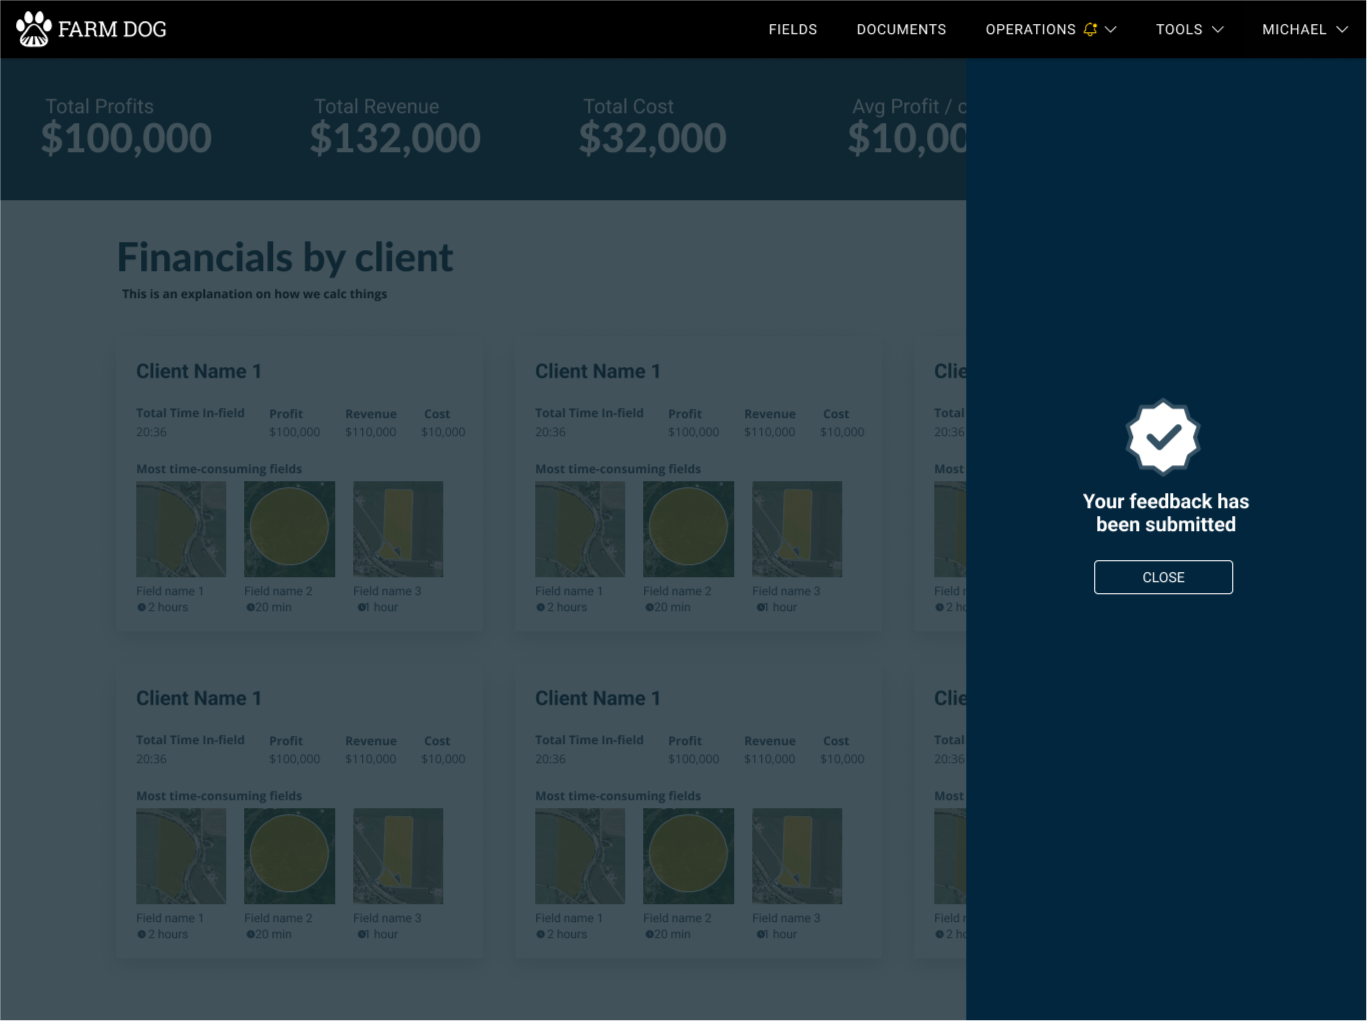 FARM DOG
FIELDS DOCUMENTS OPERATIONS TOOLS MICHAEL
Total Profits Total Revenue Total Cost Avg Profit / c
$100,000 $132,000 $32,000 $10,00
Financials by client
This is an explanation on how we calc things
Client Name 1 Client Name 1 Clie
Total Time In-field Profit Revenue Cost Total Time In-field Profit Revenue Cost Total
20:36 $100,000 $110,000 $10,000 20:36 $100,000 $110,000 $10,000 20:36
Most time-consuming fields Most time-consuming fields Most
Field name 1 Field name 2 Field name 3 Field name 1 Field name 2 Field name 3 Field n
2 hours 20 min 1 hour 2 hours 20 min 1 hour 2 ho
Your feedback has
been submitted
CLOSE
Client Name 1 Client Name 1 Clie
Total Time In-field Profit Revenue Cost Total Time In-field Profit Revenue Cost Total
20:36 $100,000 $110,000 $10,000 20:36 $100,000 $110,000 $10,000 20:36
Most time-consuming fields Most time-consuming fields Most
Field name 1 Field name 2 Field name 3 Field name 1 Field name 2 Field name 3 Field n
2 hours 20 min 1 hour 2 hours 20 min 1 hour 2 ho